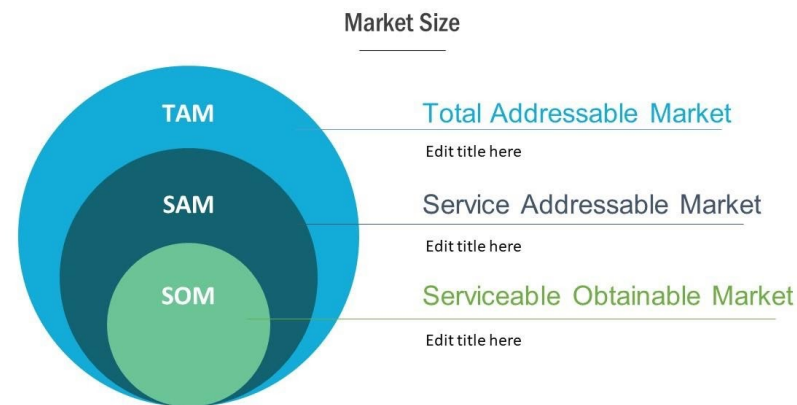 Market Size
TAM
Total Addressable Market
Edit title here
SAM
Service Addressable Market
Edit title here
SOM
Serviceable Obtainable Market
Edit title here